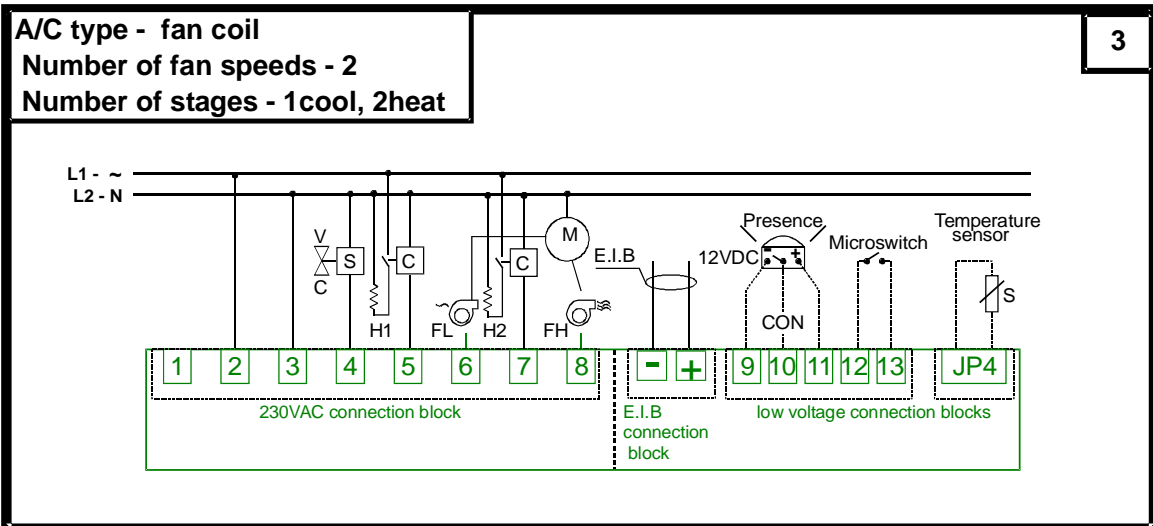 A/C type - fan coil
Number of fan speeds - 2
Number of stages - 1cool, 2heat
3
L1 - ~
L2 - N
V
S
C
C
H1
FL
H2
C
M
FH
E.I.B
Presence
12VDC
- +
CON
Microswitch
Temperature
sensor
S
1 2 3 4 5 6 7 8 - + 9 10 11 12 13 JP4
230VAC connection block
E.I.B
connection
block
low voltage connection blocks